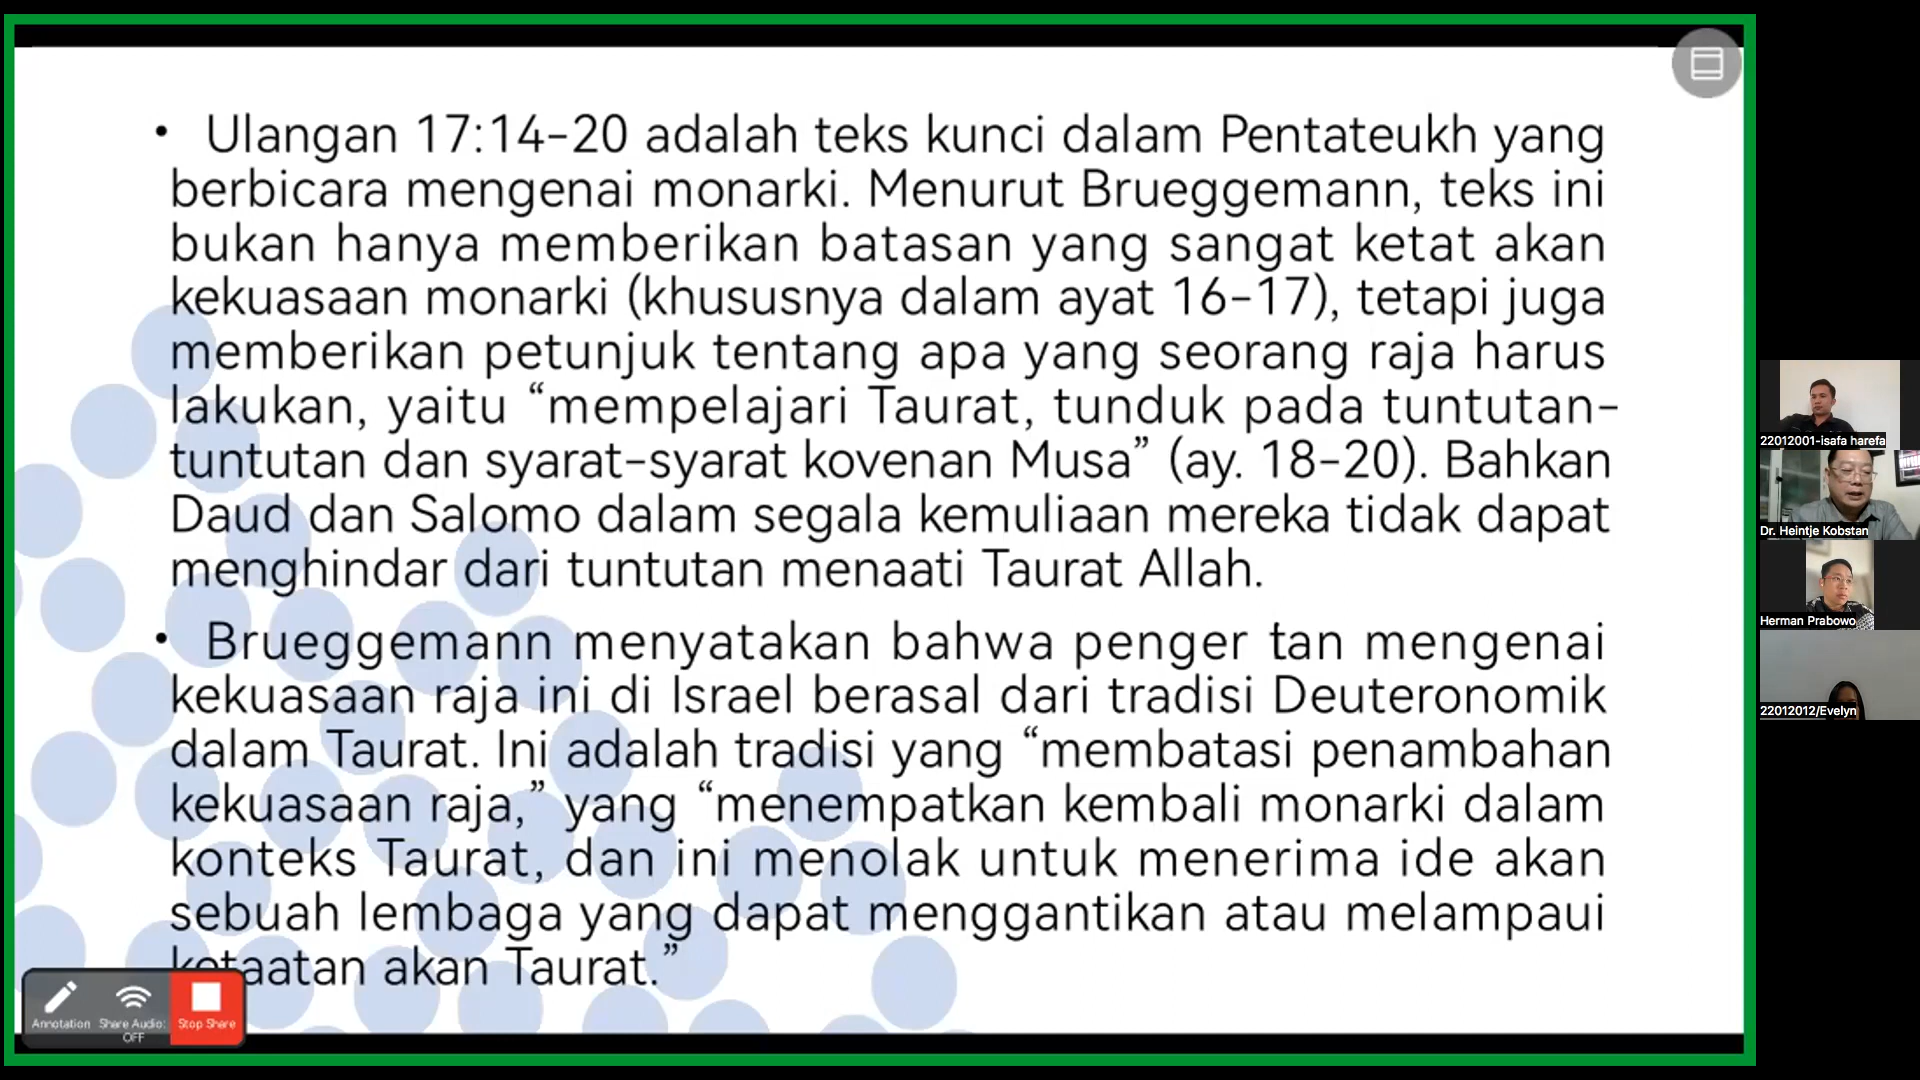 • Ulangan 17:14-20 adalah teks kunci dalam Pentateukh yang
berbicara mengenai monarki. Menurut Brueggemann, teks ini
bukan hanya memberikan batasan yang sangat ketat akan
kekuasaan monarki (khususnya dalam ayat 16-17), tetapi juga
memberikan petunjuk tentang apa yang seorang raja harus
lakukan, yaitu “mempelajari Taurat, tunduk pada tuntutan-
tuntutan dan syarat-syarat kovenan Musa” (ay. 18-20). Bahkan
Daud dan Salomo dalam segala kemuliaan mereka tidak dapat
menghindar dari tuntutan menaati Taurat Allah.
• Brueggemann menyatakan bahwa penger tan mengenai
kekuasaan raja ini di Israel berasal dari tradisi Deuteronomik
dalam Taurat. Ini adalah tradisi yang “membatasi penambahan
kekuasaan raja,” yang “menempatkan kembali monarki dalam
konteks Taurat, dan ini menolak untuk menerima ide akan
sebuah lembaga yang dapat menggantikan atau melampaui
ketaatan akan Taurat.”
Annotation
Share Audio: OFF
Stop Share
22012001-isafa harefa
Dr. Heintje Kobstan
Herman Prabowo
22012012/Evelyn